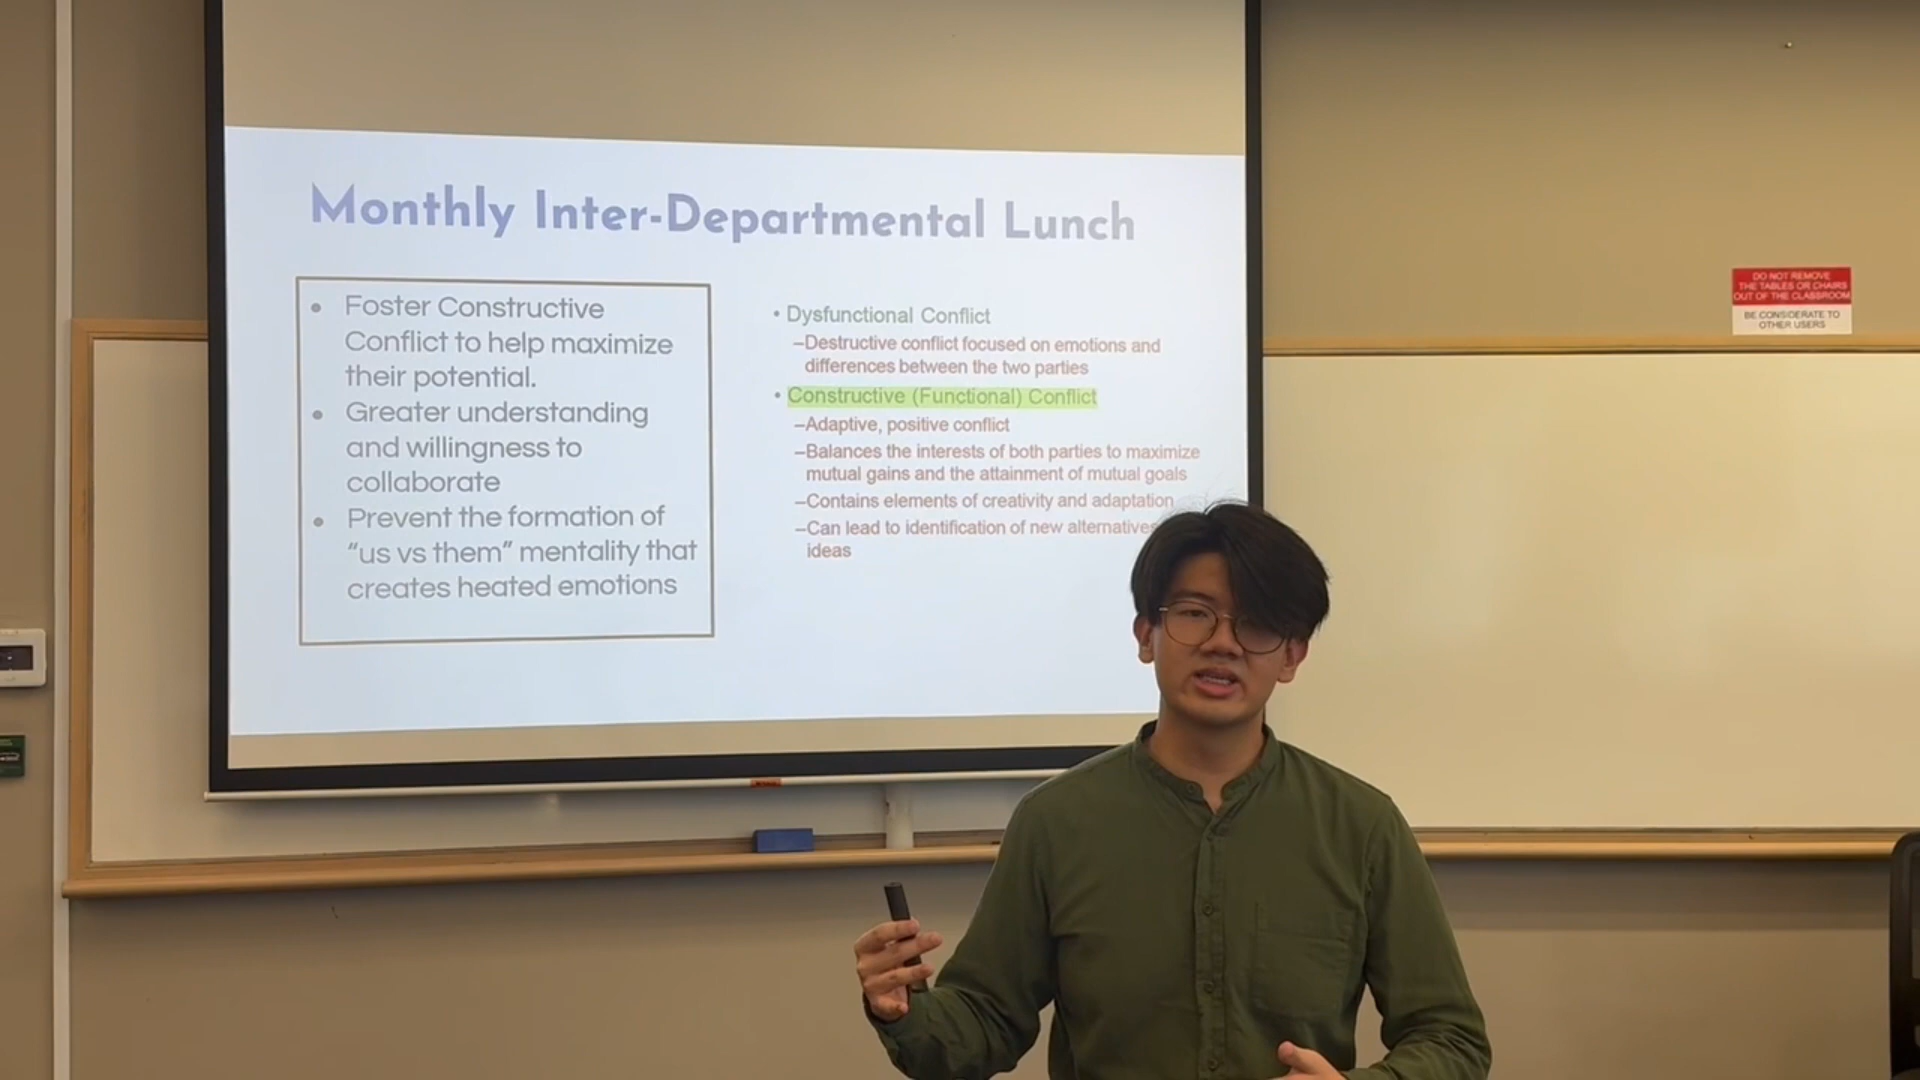 Monthly Inter-Departmental Lunch
• Foster Constructive
Conflict to help maximize
their potential.
• Greater understanding
and willingness to
collaborate
• Prevent the formation of
“us vs them” mentality that
creates heated emotions
• Dysfunctional Conflict
–Destructive conflict focused on emotions and
differences between the two parties
• Constructive (Functional) Conflict
–Adaptive, positive conflict
–Balances the interests of both parties to maximize
mutual gains and the attainment of mutual goals
–Contains elements of creativity and adaptation
–Can lead to identification of new alternatives
ideas
DO NOT REMOVE
THE TABLES OR CHAIRS
OUT OF THE CLASSROOM
BE CONSIDERATE TO
OTHER USERS